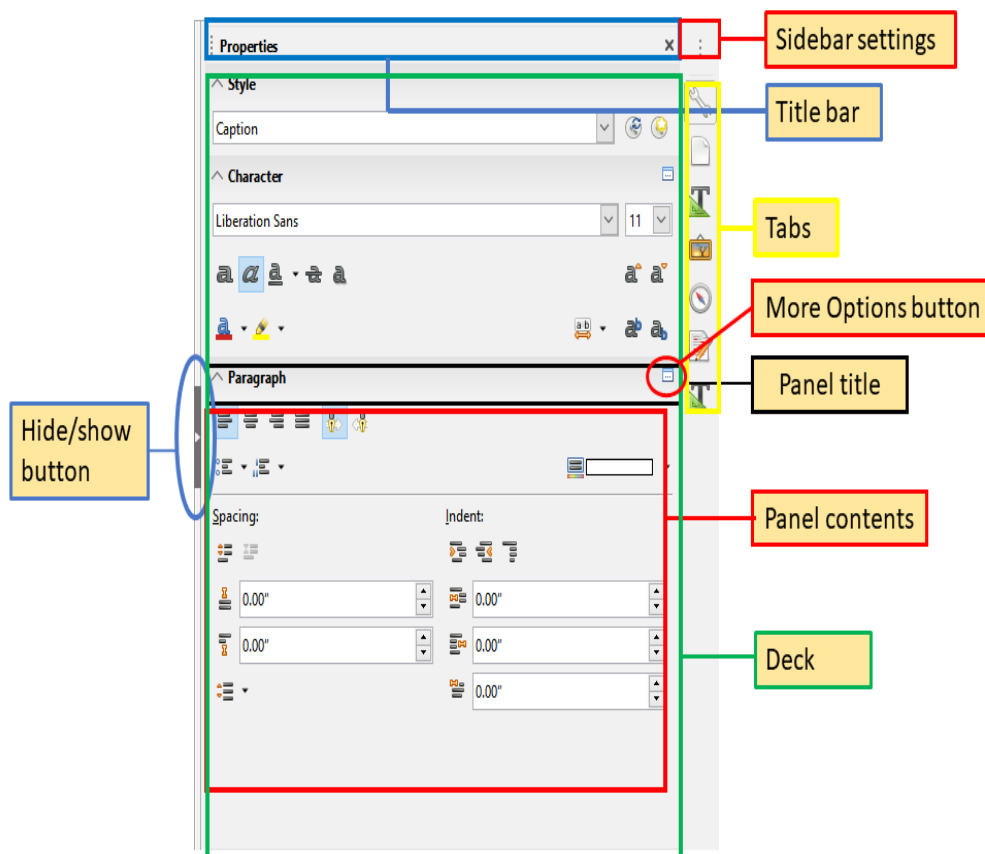 Properties
Sidebar settings
Style
Title bar
Caption
Character
Liberation Sans
11
Tabs
More Options button
Paragraph
Panel title
Hide/show
button
Spacing:
Indent:
Panel contents
0.00"
0.00"
0.00"
0.00"
0.00"
Deck